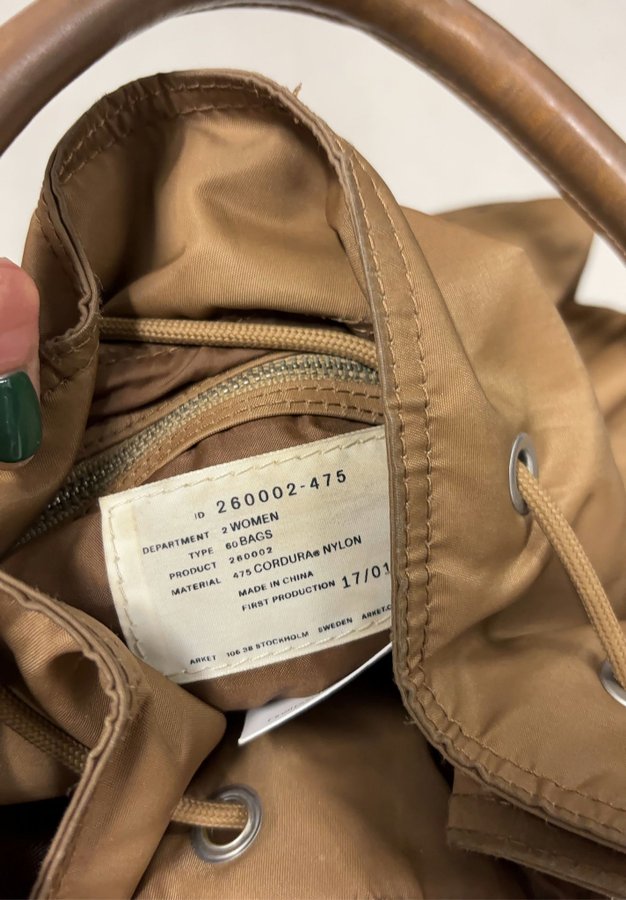 ID 260002-475
DEPARTMENT 2 WOMEN
TYPE 60 BAGS
PRODUCT 260002
MATERIAL 475 CORDURA® NYLON
MADE IN CHINA
FIRST PRODUCTION 17/01
ARKET 106 38 STOCKHOLM SWEDEN ARKET.C